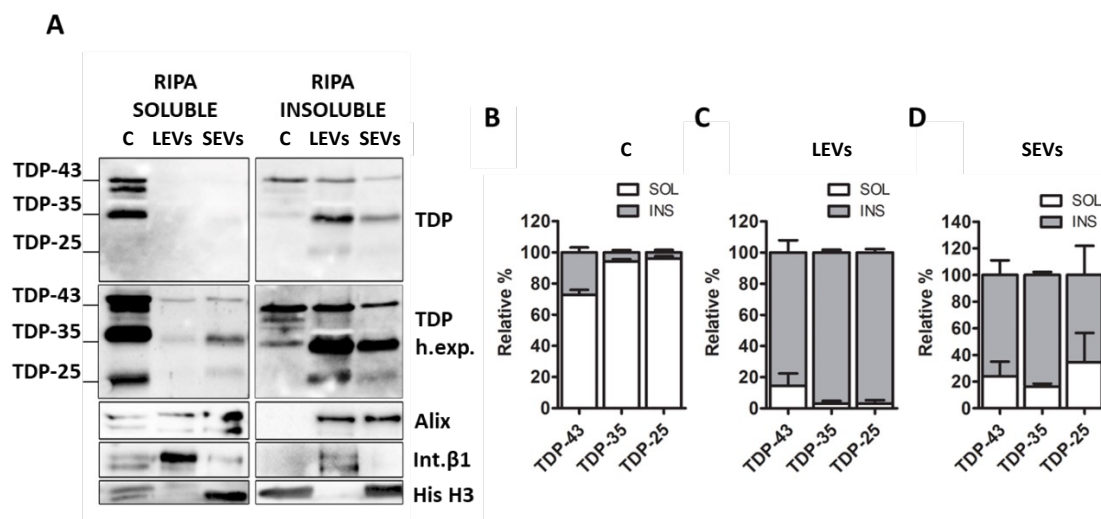 A
RIPA
SOLUBLE
RIPA
INSOLUBLE
C LEVs SEVs
C LEVs SEVs
TDP-43
TDP-35
TDP-25
TDP
TDP-43
TDP-35
TDP-25
TDP
h.exp.
Alix
Int.β1
His H3
B
C
SOL
INS
Relative %
120
100
80
60
40
20
0
TDP-43
TDP-35
TDP-25
C
LEVs
SOL
INS
Relative %
120
100
80
60
40
20
0
TDP-43
TDP-35
TDP-25
D
SEVs
SOL
INS
Relative %
140
120
100
80
60
40
20
0
TDP-43
TDP-35
TDP-25